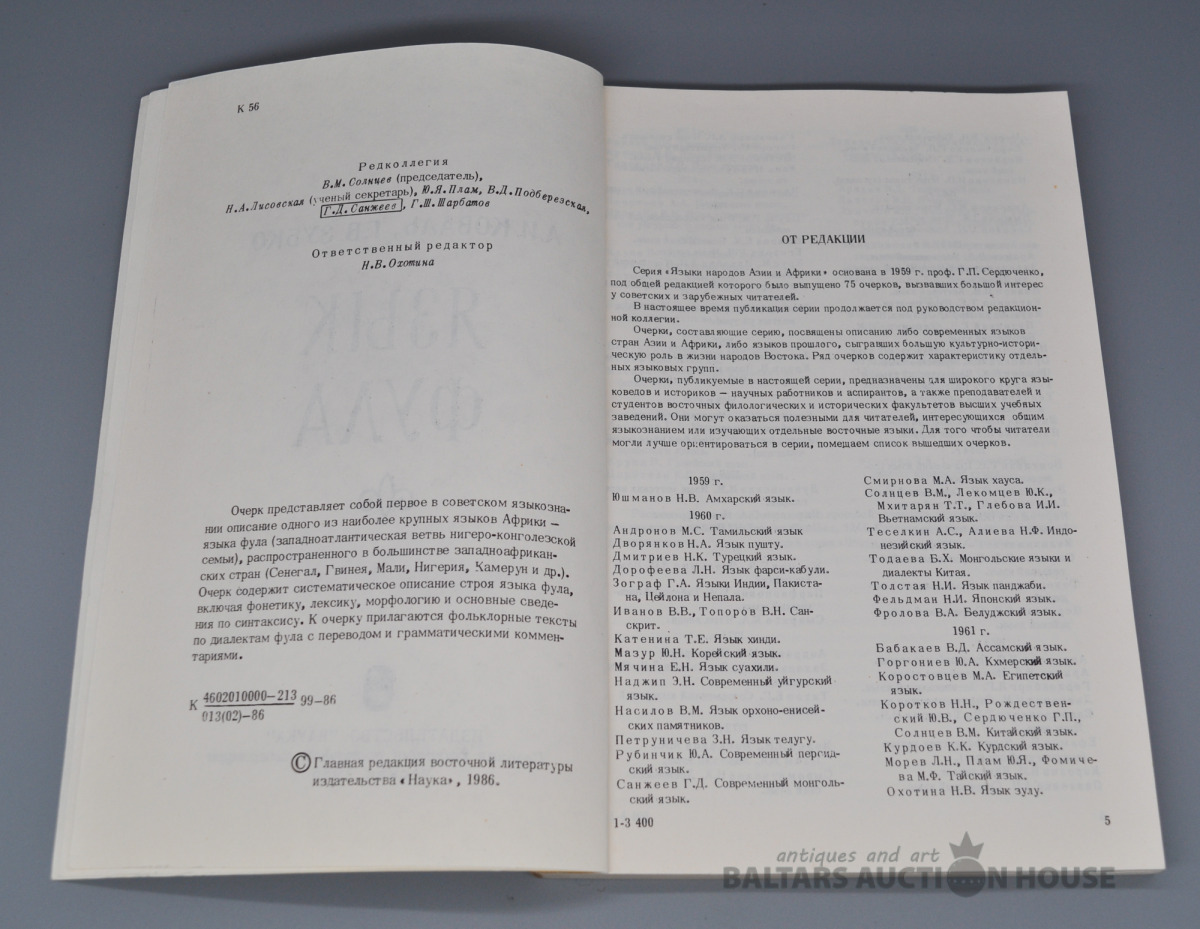 К 56
Редколлегия
В.М. Солнцев (председатель),
Н.А.Лисовская (ученый секретарь), Ю.Я.Плам, В.Д.Подберезская,
Г.Д. Санжеев, Г.Ш.Шарбатов
Ответственный редактор
Н.В.Охотина
ЯЗЫК
ФУЛА
Очерк представляет собой первое в советском языкозна-
нии описание одного из наиболее крупных языков Африки —
языка фула (западноатлантическая ветвь нигеро-конголезской
семьи), распространенного в большинстве западноафрикан-
ских стран (Сенегал, Гвинея, Мали, Нигерия, Камерун и др.).
Очерк содержит систематическое описание строя языка фула,
включая фонетику, лексику, морфологию и основные сведе-
ния по синтаксису. К очерку прилагаются фольклорные тексты
по диалектам фула с переводом и грамматическими коммен-
тариями.
К 4602010000-213 99-86
013(02)-86
© Главная редакция восточной литературы
издательства «Наука», 1986.
ОТ РЕДАКЦИИ
Серия «Языки народов Азии и Африки» основана в 1959 г. проф. Г.П. Сердюченко,
под общей редакцией которого было выпущено 75 очерков, вызвавших большой интерес
у советских и зарубежных читателей.
В настоящее время публикация серии продолжается под руководством редакцион-
ной коллегии.
Очерки, составляющие серию, посвящены описанию либо современных языков
стран Азии и Африки, либо языков прошлого, сыгравших большую культурно-истори-
ческую роль в жизни народов Востока. Ряд очерков содержит характеристику отдель-
ных языковых групп.
Очерки, публикуемые в настоящей серии, предназначены для широкого круга язы-
коведов и историков — научных работников и аспирантов, а также преподавателей и
студентов восточных филологических и исторических факультетов высших учебных
заведений. Они могут оказаться полезными для читателей, интересующихся общим
языкознанием или изучающих отдельные восточные языки. Для того чтобы читатели
могли лучше ориентироваться в серии, помещаем список вышедших очерков.
1959 г.
Юшманов Н.В. Амхарский язык.
1960 г.
Андронов М.С. Тамильский язык
Дворянков Н.А. Язык пушту.
Дмитриев Н.К. Турецкий язык.
Дорофеева Л.Н. Язык фарси-кабули.
Зограф Г.А. Языки Индии, Пакиста-
на, Цейлона и Непала.
Иванов В.В., Топоров В.Н. Сан-
скрит.
Катенина Т.Е. Язык хинди.
Мазур Ю.Н. Корейский язык.
Мячина Е.Н. Язык суахили.
Наджип Э.Н. Современный уйгурский
язык.
Насилов В.М. Язык орхоно-енисей-
ских памятников.
Петруничева З.Н. Язык телугу.
Рубинчик Ю.А. Современный персид-
ский язык.
Санжеев Г.Д. Современный монголь-
ский язык.
Смирнова М.А. Язык хауса.
Солнцев В.М., Лекомцев Ю.К.,
Мхитарян Т.Т., Глебова И.И.
Вьетнамский язык.
Теселкин А.С., Алиева Н.Ф. Индо-
незийский язык.
Тодаева Б.Х. Монгольские языки и
диалекты Китая.
Толстая Н.И. Язык панджаби.
Фельдман Н.И. Японский язык.
Фролова В.А. Белуджский язык.
1961 г.
Бабакаев В.Д. Ассамский язык.
Горгониев Ю.А. Кхмерский язык.
Коростовцев М.А. Египетский
язык.
Коротков Н.Н., Рождествен-
ский Ю.В., Сердюченко Г.П.,
Солнцев В.М. Китайский язык.
Курдоев К.К. Курдский язык.
Морев Л.Н., Плам Ю.Я., Фомиче-
ва М.Ф. Тайский язык.
Охотина Н.В. Язык зулу.
1-3 400
5
antiques and art
BALTARS AUCTION HOUSE